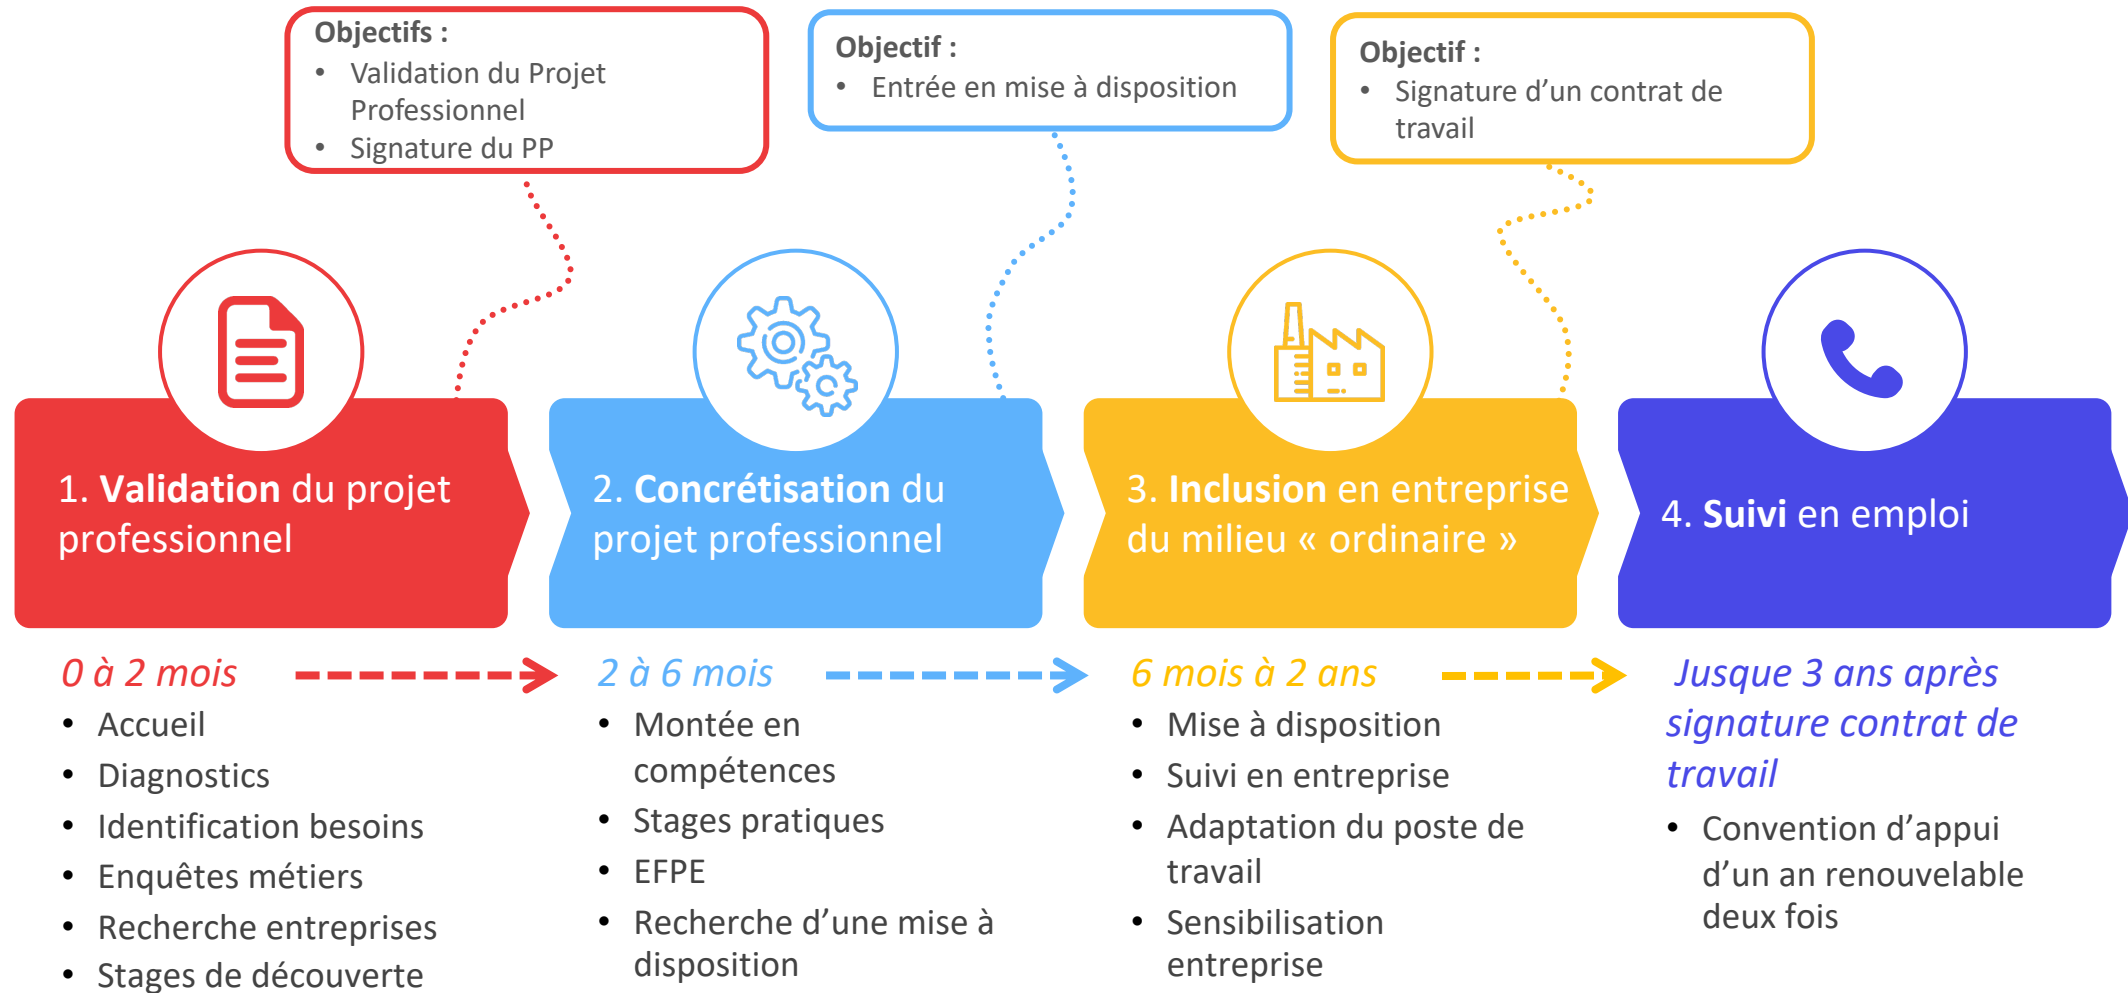 Objectifs :
• Validation du Projet
Professionnel
• Signature du PP
Objectif :
• Entrée en mise à disposition
Objectif :
• Signature d’un contrat de
travail
1. Validation du projet
professionnel
2. Concrétisation du
projet professionnel
3. Inclusion en entreprise
du milieu « ordinaire »
4. Suivi en emploi
0 à 2 mois
• Accueil
• Diagnostics
• Identification besoins
• Enquêtes métiers
• Recherche entreprises
• Stages de découverte
2 à 6 mois
• Montée en
compétences
• Stages pratiques
• EFPE
• Recherche d’une mise à
disposition
6 mois à 2 ans
• Mise à disposition
• Suivi en entreprise
• Adaptation du poste de
travail
• Sensibilisation
entreprise
Jusque 3 ans après
signature contrat de
travail
• Convention d’appui
d’un an renouvelable
deux fois